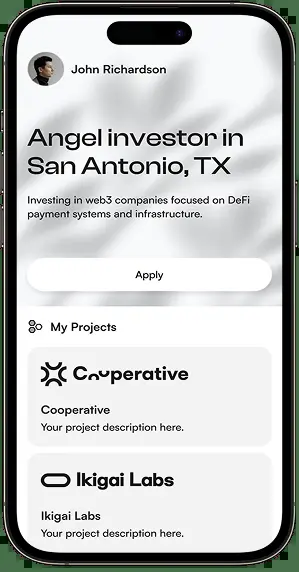 John Richardson
Angel investor in
San Antonio, TX
Investing in web3 companies focused on DeFi
payment systems and infrastructure.
Apply
My Projects
Cooperative
Cooperative
Your project description here.
Ikigai Labs
Ikigai Labs
Your project description here.